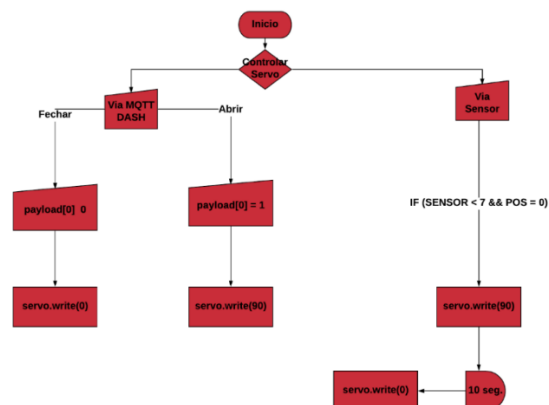 Inicio
Controlar
Servo
Via MQTT
DASH
Via
Sensor
Fechar
Abrir
payload[0]  0
payload[0] = 1
IF (SENSOR < 7 && POS = 0)
servo.write(0)
servo.write(90)
servo.write(90)
servo.write(0)
10 seg.